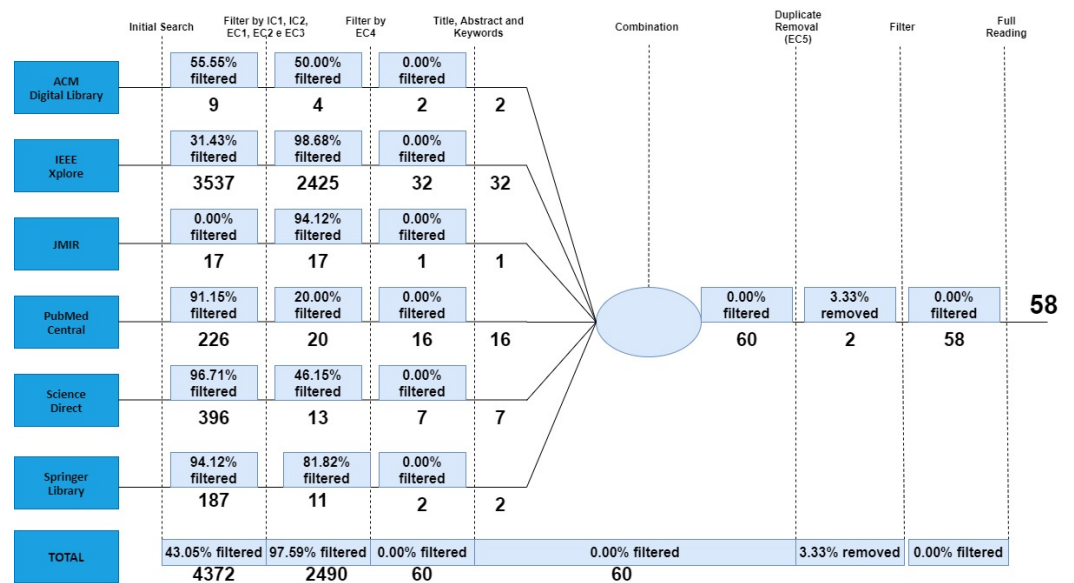 Initial Search
Filter by IC1, IC2,
EC1, EC2 e EC3
Filter by
EC4
Title, Abstract and
Keywords
Combination
Duplicate
Removal
(EC5)
Filter
Full
Reading
ACM
Digital Library
55.55%
filtered
9
50.00%
filtered
4
0.00%
filtered
2
2
IEEE
Xplore
31.43%
filtered
3537
98.68%
filtered
2425
0.00%
filtered
32
32
JMIR
0.00%
filtered
17
94.12%
filtered
17
0.00%
filtered
1
1
PubMed
Central
91.15%
filtered
226
20.00%
filtered
20
0.00%
filtered
16
16
0.00%
filtered
60
3.33%
removed
2
0.00%
filtered
58
58
Science
Direct
96.71%
filtered
396
46.15%
filtered
13
0.00%
filtered
7
7
Springer
Library
94.12%
filtered
187
81.82%
filtered
11
0.00%
filtered
2
2
TOTAL
43.05% filtered
4372
97.59% filtered
2490
0.00% filtered
60
0.00% filtered
60
3.33% removed
0.00% filtered